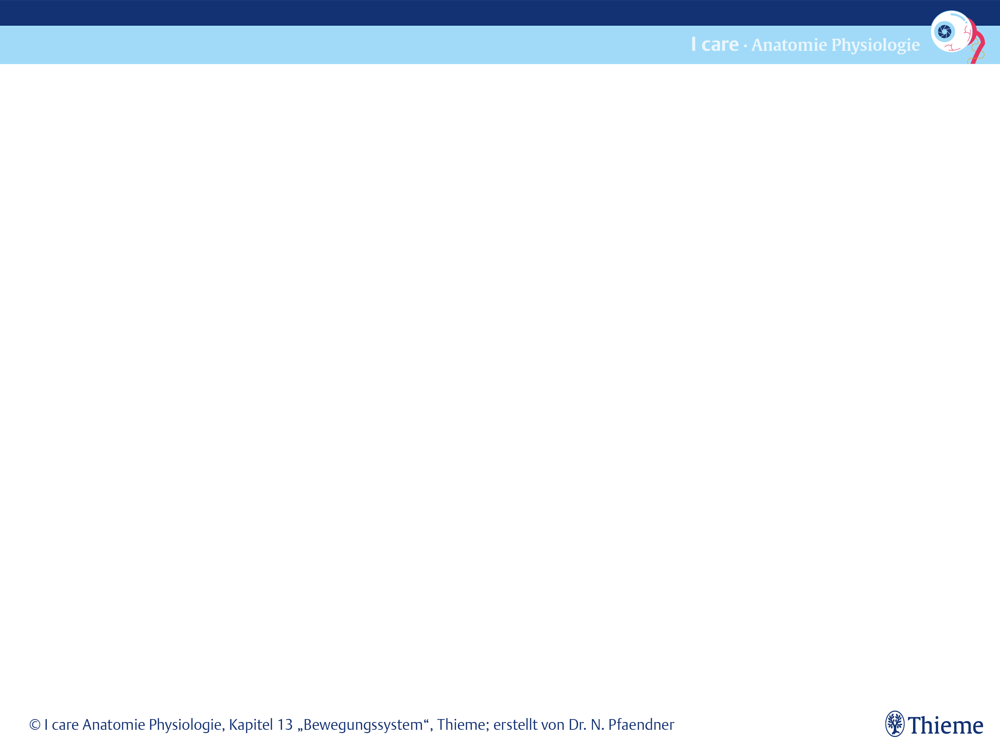 I care · Anatomie Physiologie
© I care Anatomie Physiologie, Kapitel 13 „Bewegungssystem“, Thieme; erstellt von Dr. N. Pfaendner
Thieme